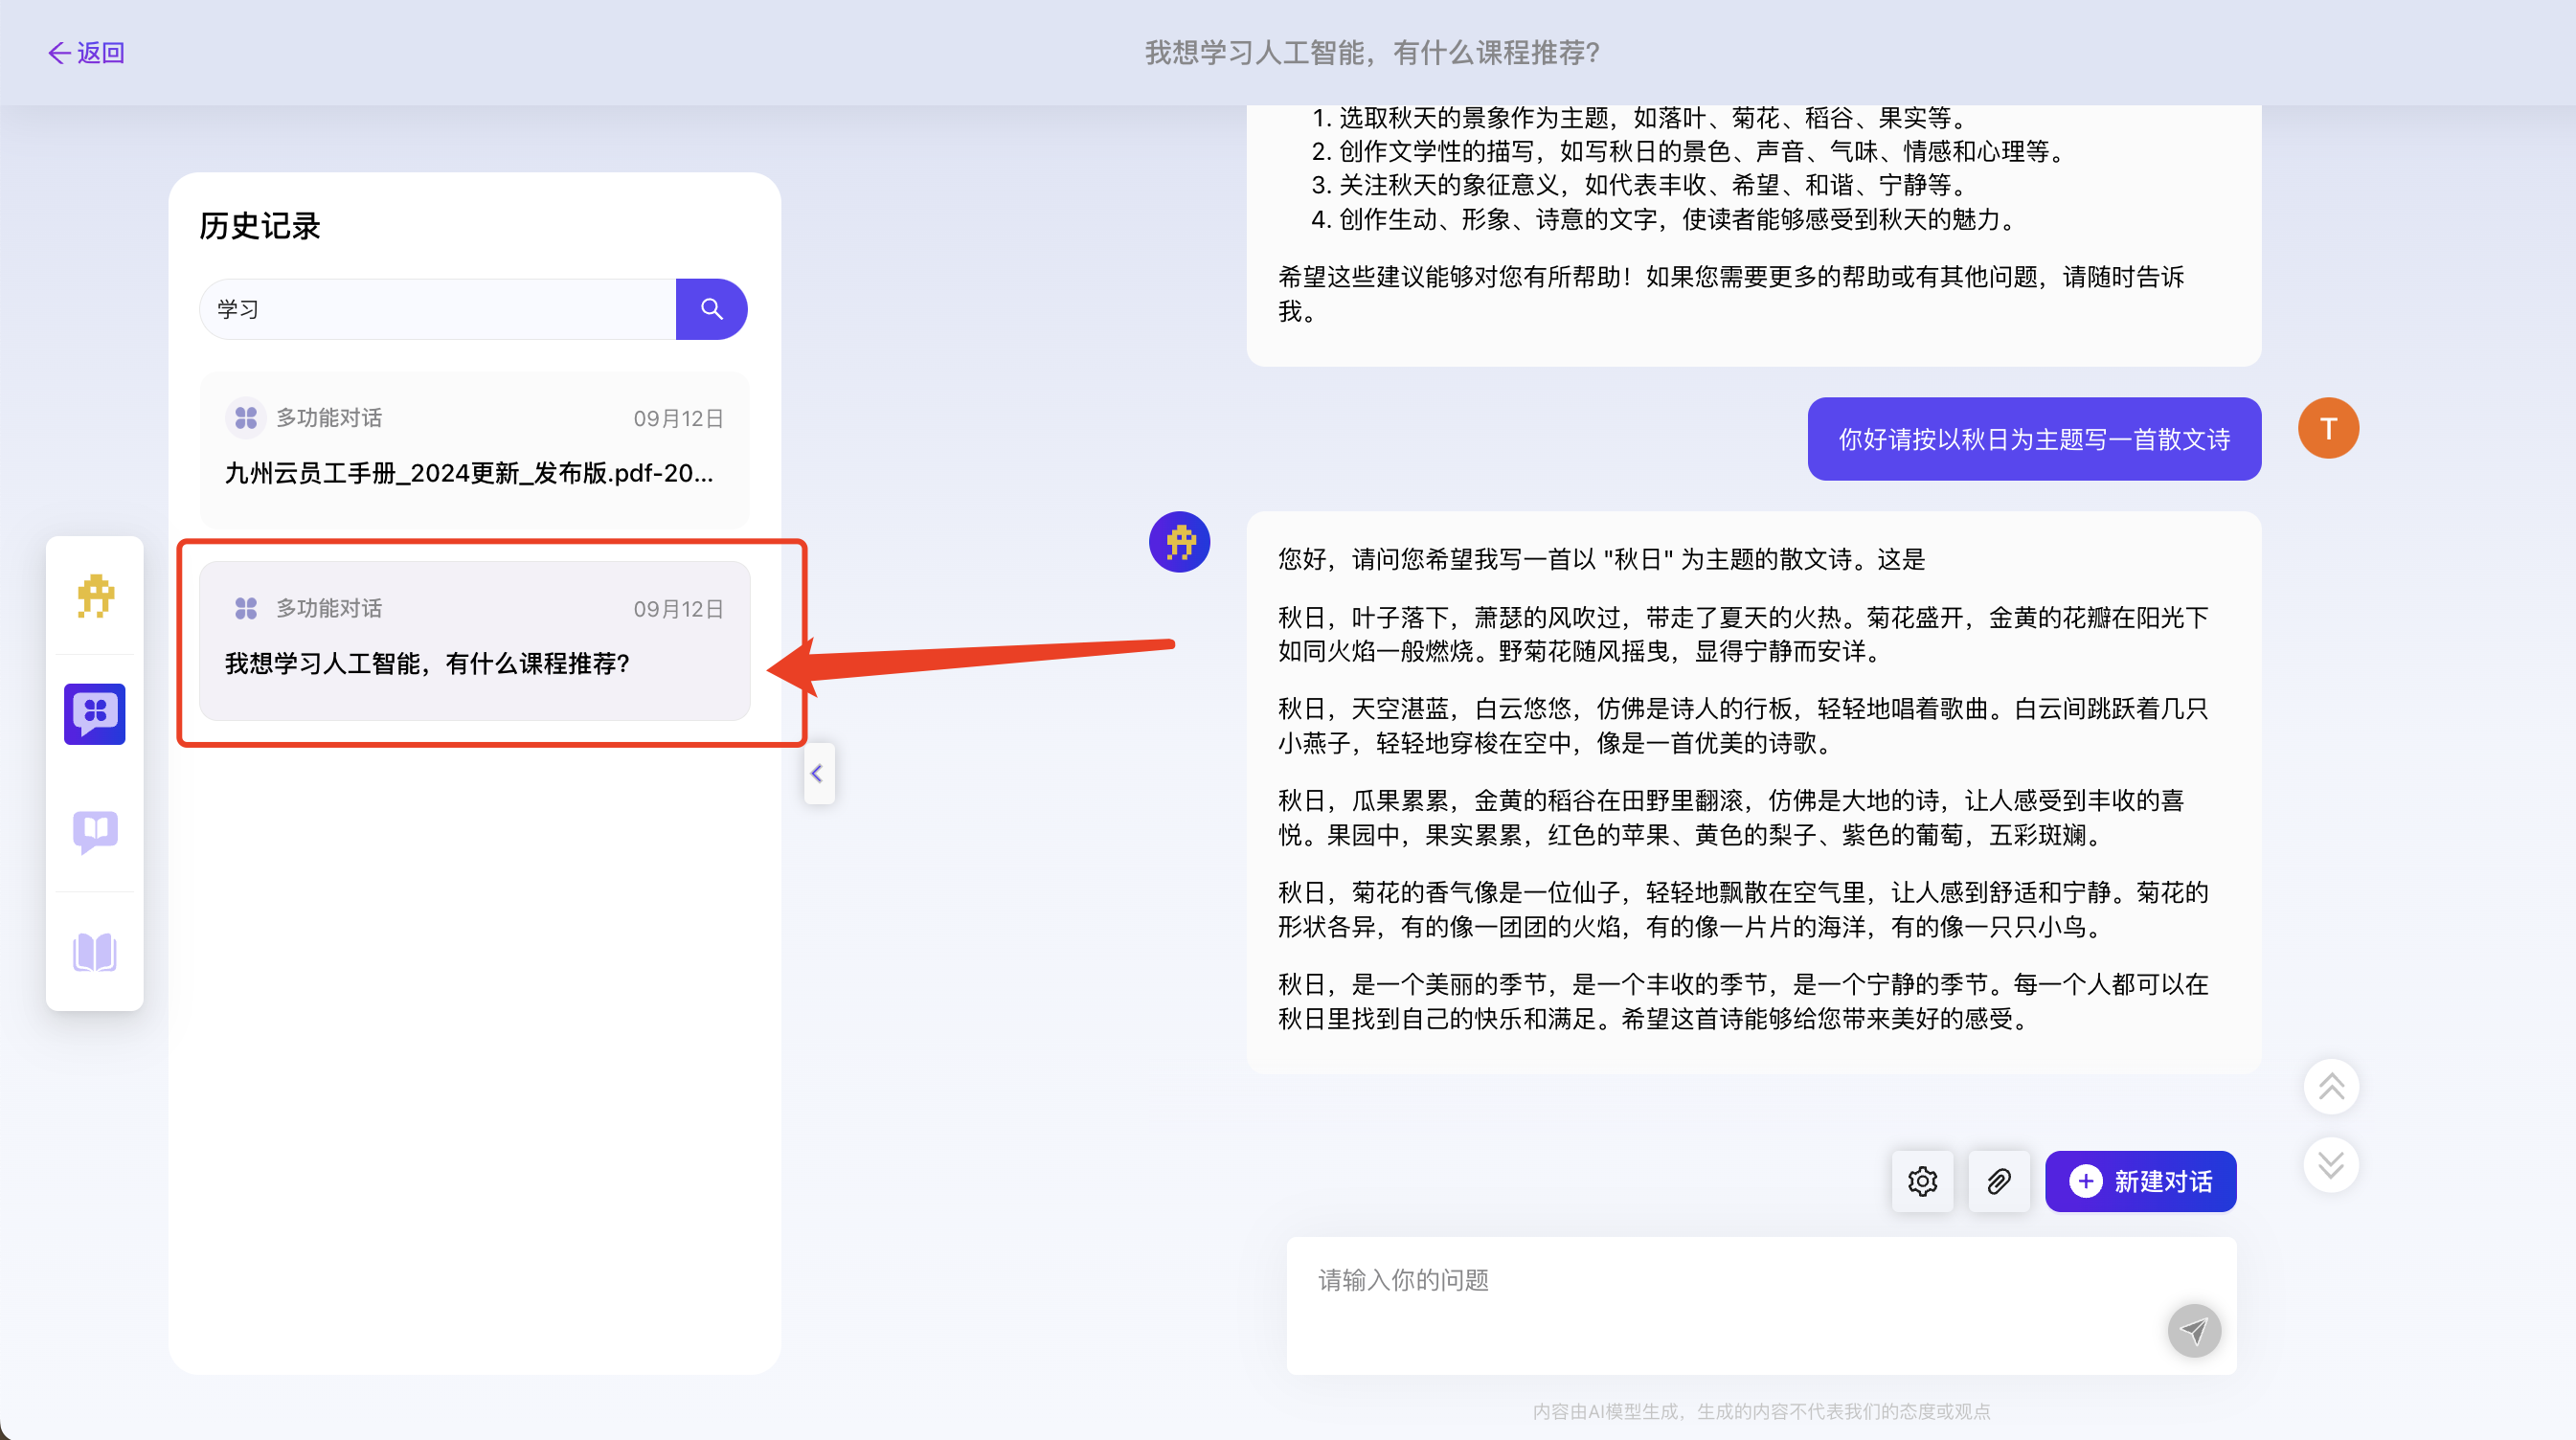 返回
我想学习人工智能，有什么课程推荐?
历史记录
学习
多功能对话
09月12日
九州云员工手册_2024更新_发布版.pdf-20...
多功能对话
09月12日
我想学习人工智能，有什么课程推荐?
1. 选取秋天的景象作为主题，如落叶、菊花、稻谷、果实等。
2. 创作文学性的描写，如写秋日的景色、声音、气味、情感和心理等。
3. 关注秋天的象征意义，如代表丰收、希望、和谐、宁静等。
4. 创作生动、形象、诗意的文字，使读者能够感受到秋天的魅力。
希望这些建议能够对您有所帮助！如果您需要更多的帮助或有其他问题，请随时告诉
我。
你好请按以秋日为主题写一首散文诗
T
您好，请问您希望我写一首以 "秋日" 为主题的散文诗。这是
秋日，叶子落下，萧瑟的风吹过，带走了夏天的火热。菊花盛开，金黄的花瓣在阳光下
如同火焰一般燃烧。野菊花随风摇曳，显得宁静而安详。
秋日，天空湛蓝，白云悠悠，仿佛是诗人的行板，轻轻地唱着歌曲。白云间跳跃着几只
小燕子，轻轻地穿梭在空中，像是一首优美的诗歌。
秋日，瓜果累累，金黄的稻谷在田野里翻滚，仿佛是大地的诗，让人感受到丰收的喜
悦。果园中，果实累累，红色的苹果、黄色的梨子、紫色的葡萄，五彩斑斓。
秋日，菊花的香气像是一位仙子，轻轻地飘散在空气里，让人感到舒适和宁静。菊花的
形状各异，有的像一团团的火焰，有的像一片片的海洋，有的像一只只小鸟。
秋日，是一个美丽的季节，是一个丰收的季节，是一个宁静的季节。每一个人都可以在
秋日里找到自己的快乐和满足。希望这首诗能够给您带来美好的感受。
新建对话
请输入你的问题
内容由AI模型生成，生成的内容不代表我们的态度或观点